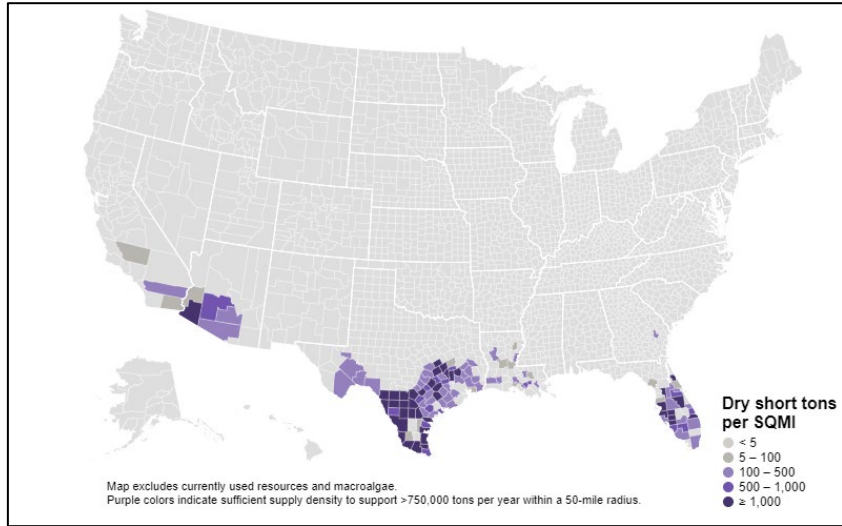 Dry short tons
per SQMI
< 5
5 – 100
100 – 500
500 – 1,000
≥ 1,000
Map excludes currently used resources and macroalgae.
Purple colors indicate sufficient supply density to support >750,000 tons per year within a 50-mile radius.